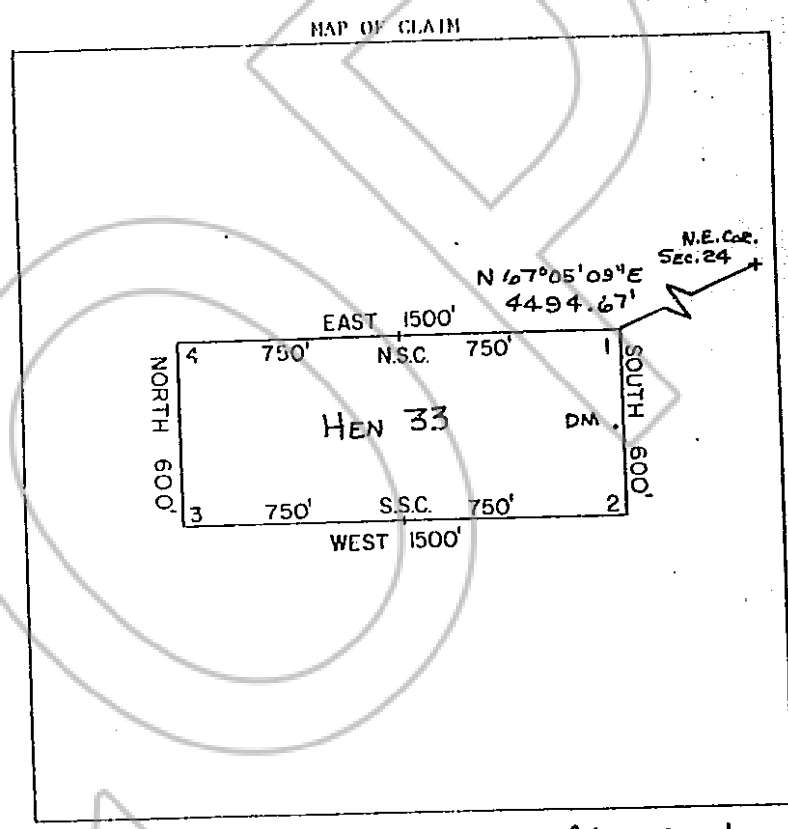 MAP OF CLAIM
N.E. COR.
SEC. 24
N 67°05'09"E
4494.67'
EAST 1500'
4 750' N.S.C. 750' 1
NORTH 600'
SOUTH 600'
HEN 33
DM
3 750' S.S.C. 750' 2
WEST 1500'